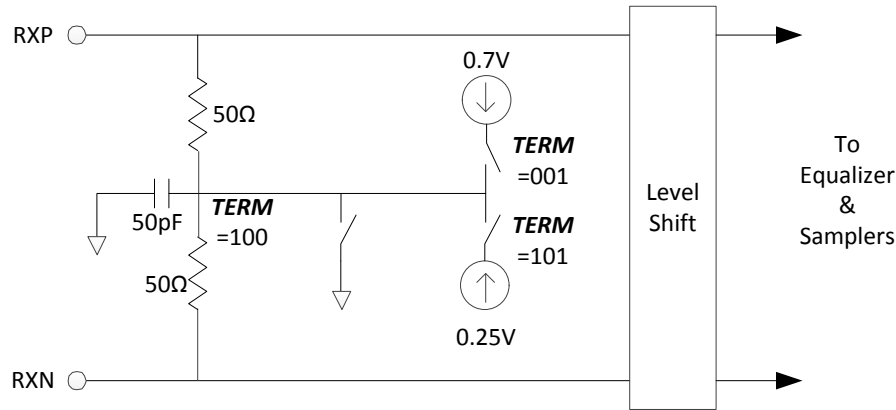 RXP
0.7V
50Ω
TERM
=001
To
Equalizer
&
Samplers
Level
Shift
50pF
TERM
=100
TERM
=101
50Ω
0.25V
RXN